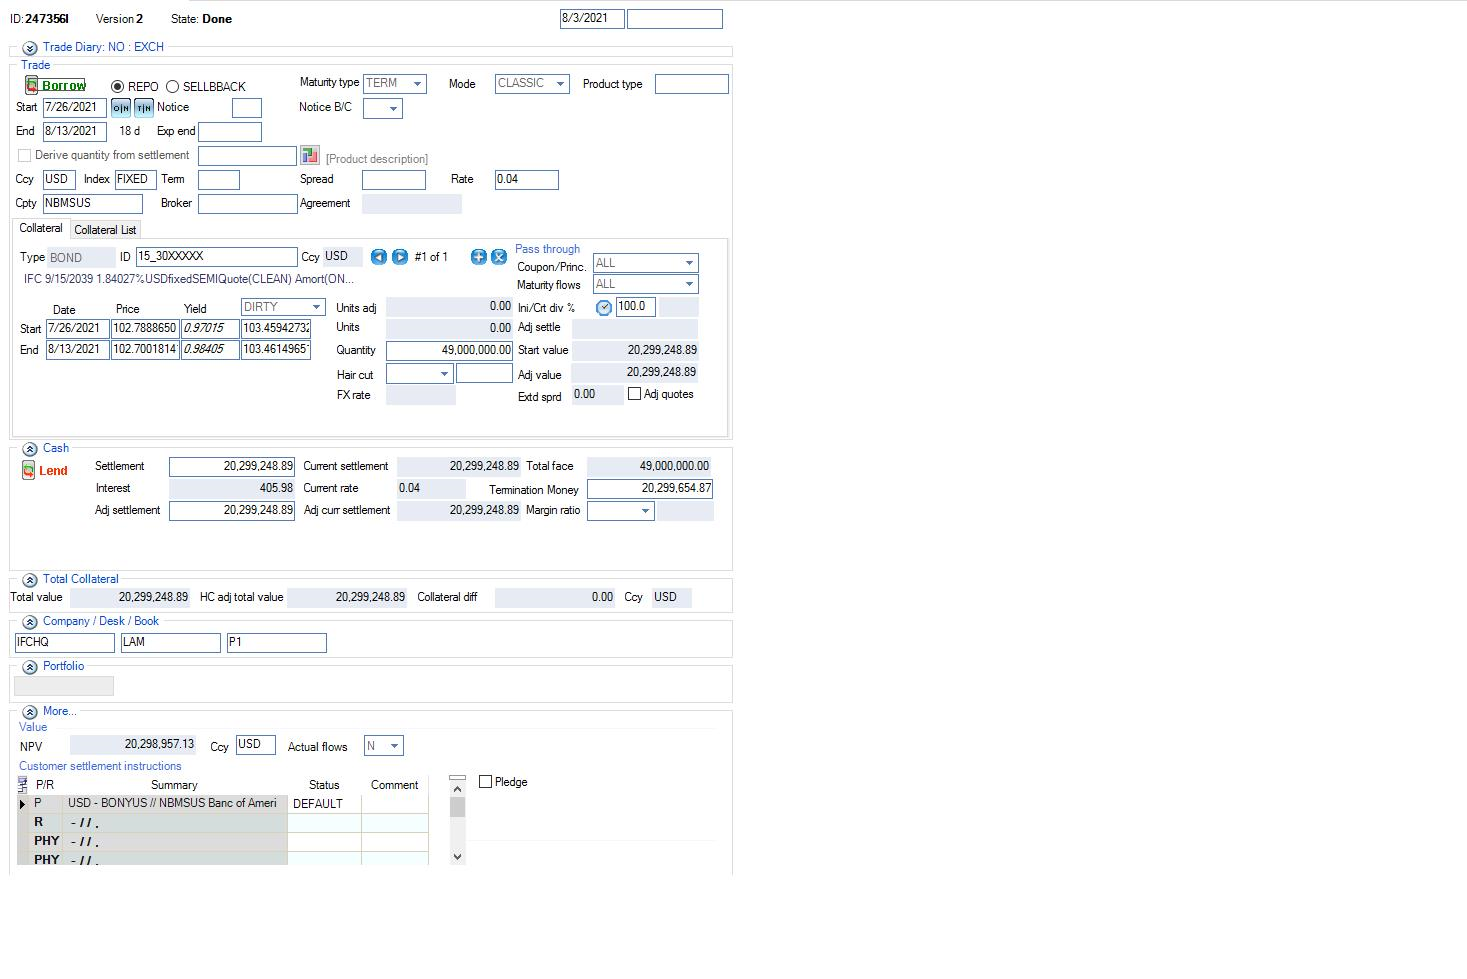 ID:247356I Version 2 State: Done 8/3/2021
Trade Diary: NO : EXCH
Trade
Borrow REPO SELLBBACK Maturity type TERM Mode CLASSIC Product type
Start 7/26/2021 O|N T|N Notice Notice B/C
End 8/13/2021 18 d Exp end
Derive quantity from settlement [Product description]
Ccy USD Index FIXED Term Spread Rate 0.04
Cpty NBMSUS Broker Agreement
Collateral Collateral List
Pass through
Type BOND ID 15_30XXXXX Ccy USD #1 of 1
Coupon/Princ. ALL
IFC 9/15/2039 1.84027%USDfixedSEMIQuote(CLEAN) Amort(ON...
Maturity flows ALL
Date Price Yield DIRTY Units adj 0.00 Ini/Crt div % 100.0
Start 7/26/2021 102.7888650 0.97015 103.4594273 Units 0.00 Adj settle
End 8/13/2021 102.7001814 0.98405 103.4614965 Quantity 49,000,000.00 Start value 20,299,248.89
Hair cut Adj value 20,299,248.89
FX rate Extd sprd 0.00 Adj quotes
Cash
Lend Settlement 20,299,248.89 Current settlement 20,299,248.89 Total face 49,000,000.00
Interest 405.98 Current rate 0.04 Termination Money 20,299,654.87
Adj settlement 20,299,248.89 Adj curr settlement 20,299,248.89 Margin ratio
Total Collateral
Total value 20,299,248.89 HC adj total value 20,299,248.89 Collateral diff 0.00 Ccy USD
Company / Desk / Book
IFCHQ LAM P1
Portfolio
More...
Value
NPV 20,298,957.13 Ccy USD Actual flows N
Customer settlement instructions
P/R Summary Status Comment Pledge
P USD - BONYUS // NBMSUS Banc of Ameri DEFAULT
R - / / .
PHY - / / .
PHY - / / .